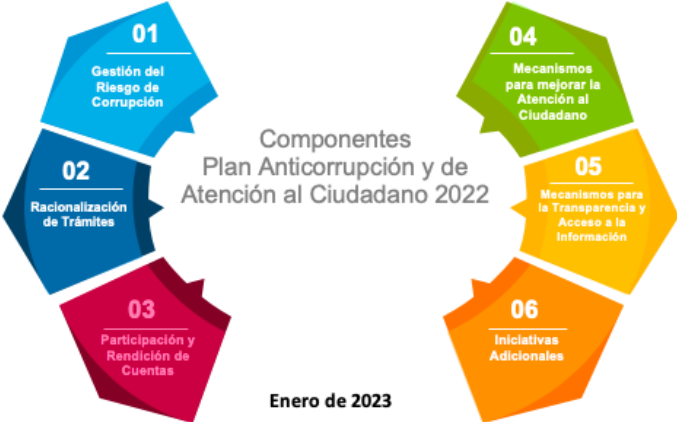 01
Gestión del
Riesgo de
Corrupción
02
Racionalización
de Trámites
03
Participación y
Rendición de
Cuentas
Componentes
Plan Anticorrupción y de
Atención al Ciudadano 2022
04
Mecanismos
para mejorar la
Atención al
Ciudadano
05
Mecanismos para
la Transparencia y
Acceso a la
Información
06
Iniciativas
Adicionales
Enero de 2023